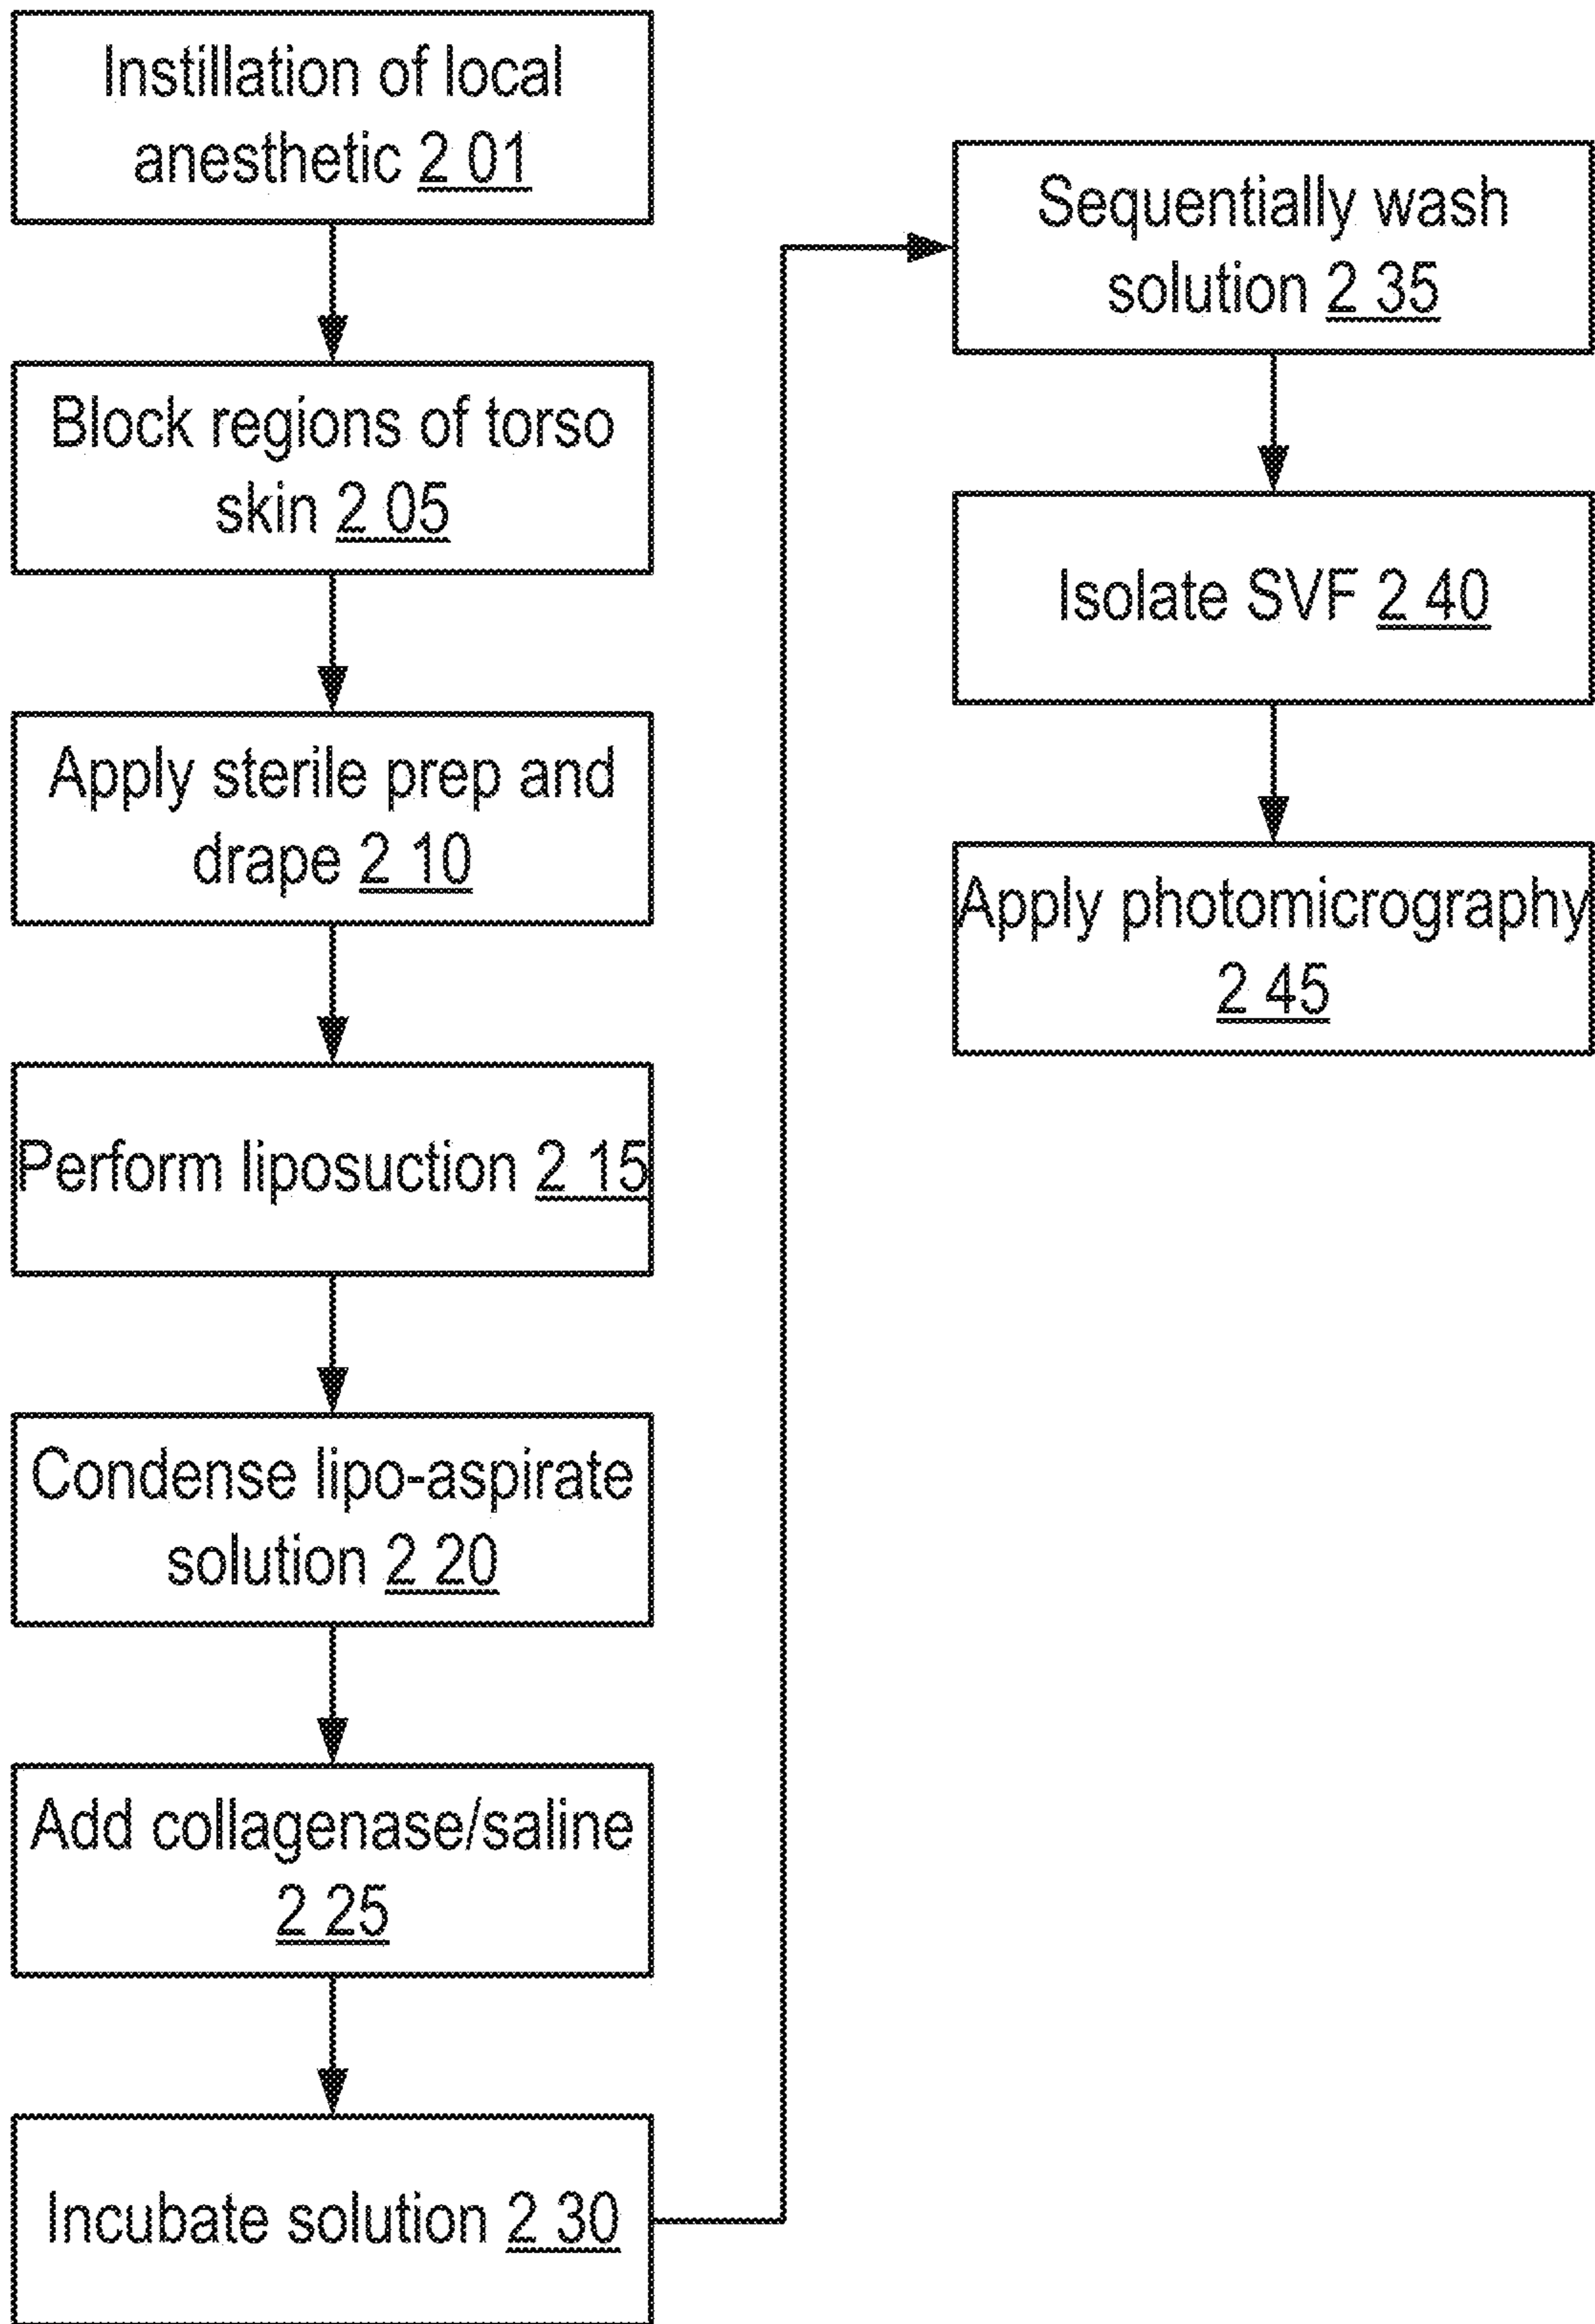 Instillation of local
anesthetic 2 01
Block regions of torso
skin 2 05
Apply sterile prep and
drape 2 10
Perform liposuction 2 15
Condense lipo-aspirate
solution 2 20
Add collagenase/saline
2 25
Incubate solution 2 30
Sequentially wash
solution 2 35
Isolate SVF 2 40
Apply photomicrography
2 45